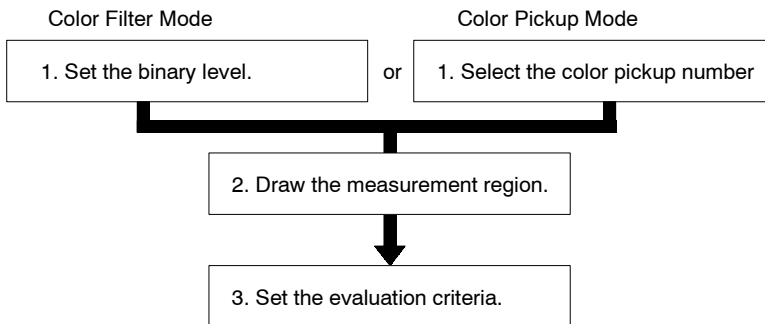 Color Filter Mode
Color Pickup Mode
1. Set the binary level.
or
1. Select the color pickup number
2. Draw the measurement region.
3. Set the evaluation criteria.